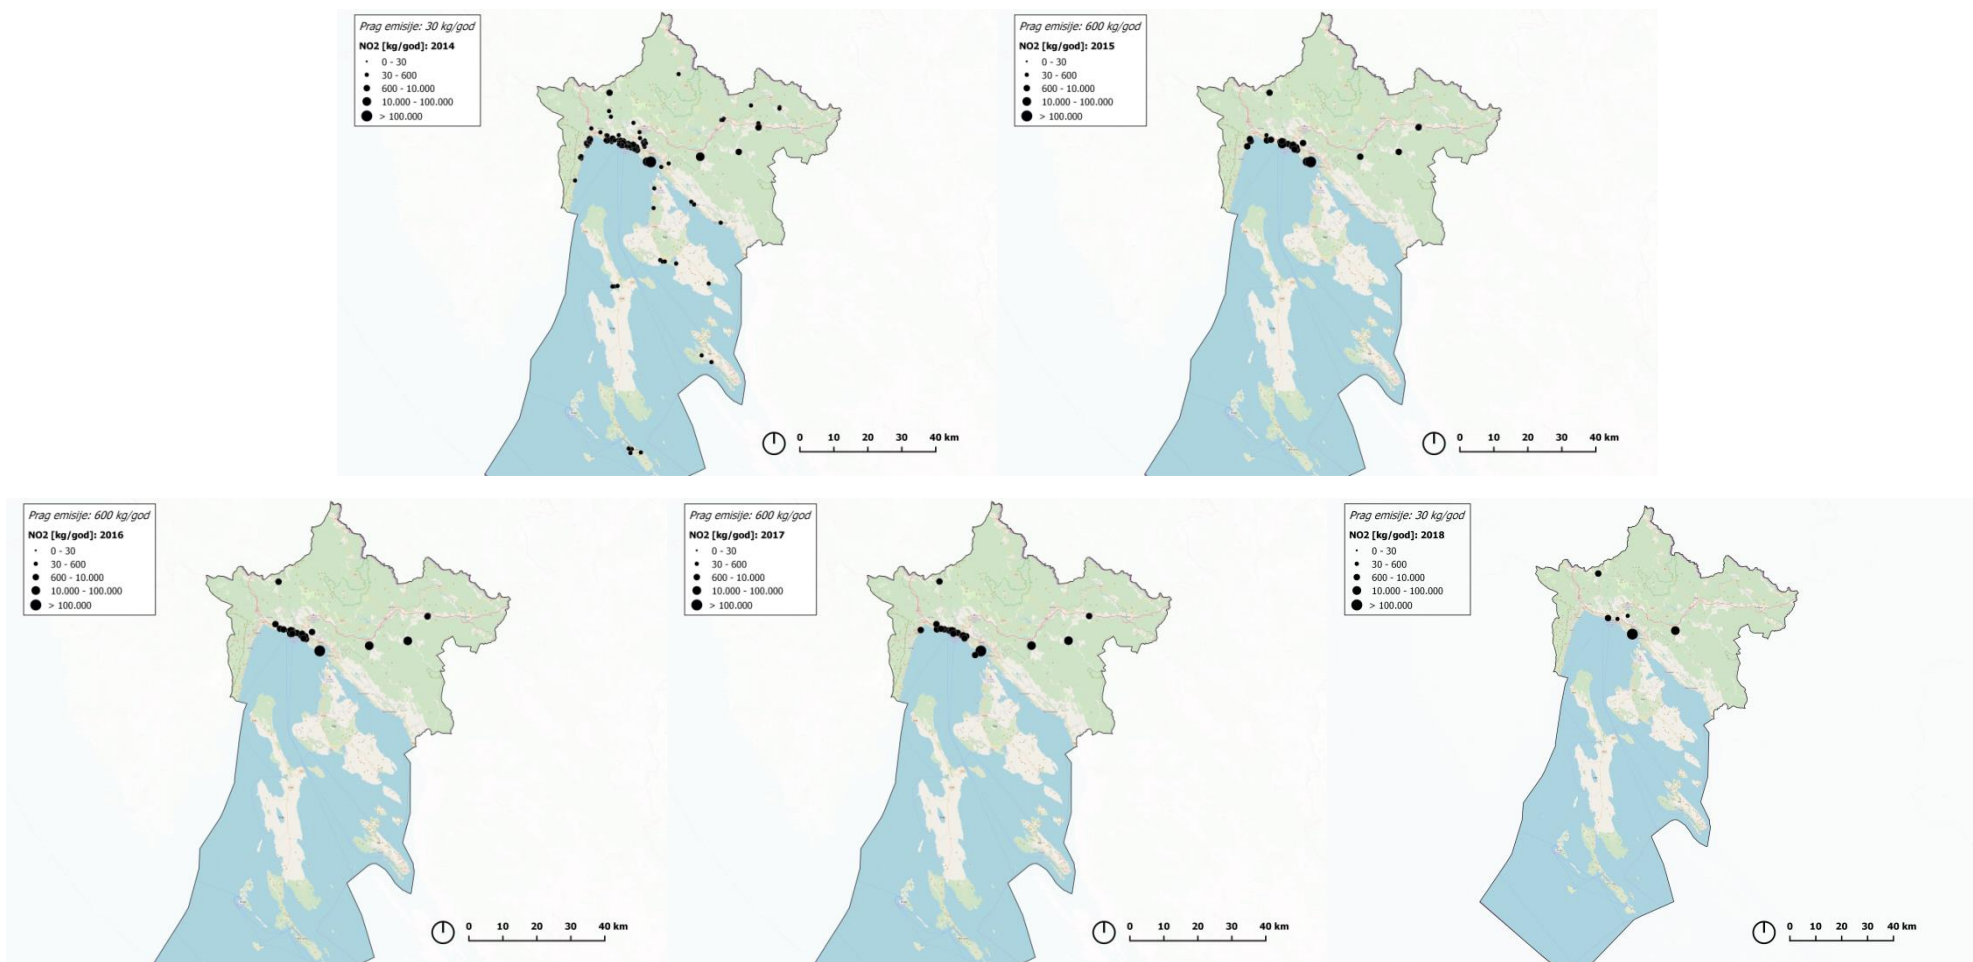 Prag emisije: 30 kg/god
NO2 [kg/god]: 2014
0 - 30
30 - 600
600 - 10.000
10.000 - 100.000
> 100.000
0 10 20 30 40 km
Prag emisije: 600 kg/god
NO2 [kg/god]: 2015
0 - 30
30 - 600
600 - 10.000
10.000 - 100.000
> 100.000
0 10 20 30 40 km
Prag emisije: 600 kg/god
NO2 [kg/god]: 2016
0 - 30
30 - 600
600 - 10.000
10.000 - 100.000
> 100.000
0 10 20 30 40 km
Prag emisije: 600 kg/god
NO2 [kg/god]: 2017
0 - 30
30 - 600
600 - 10.000
10.000 - 100.000
> 100.000
0 10 20 30 40 km
Prag emisije: 30 kg/god
NO2 [kg/god]: 2018
0 - 30
30 - 600
600 - 10.000
10.000 - 100.000
> 100.000
0 10 20 30 40 km